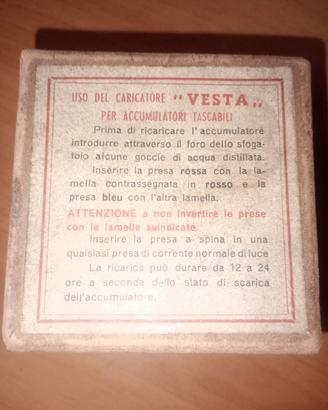 USO DEL CARICATORE "VESTA„
PER ACCUMULATORI TASCABILI
Prima di ricaricare l'accumulatore
introdurre attraverso il foro dello sfoga-
toio alcune goccie di acqua distillata.
Inserire la presa rossa con la la-
mella contrassegnata in rosso e la
presa bleu con l'altra lamella.
ATTENZIONE a non invertire le prese
con le lamelle suindicate.
Inserire la presa a spina in una
qualsiasi presa di corrente normale di luce
La ricarica può durare da 12 a 24
ore a seconda dello stato di scarica
dell'accumulatore.